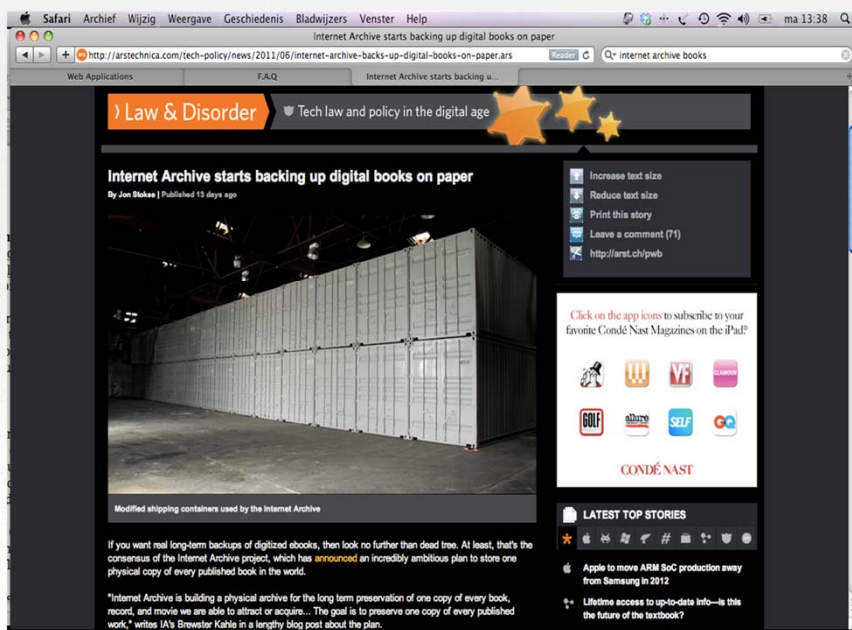 Safari Archief Wijzig Weergave Geschiedenis Bladwijzers Venster Help ma 13:38
Internet Archive starts backing up digital books on paper
http://arstechnica.com/tech-policy/news/2011/06/internet-archive-backs-up-digital-books-on-paper.ars Reader internet archive books
Web Applications F.A.Q Internet Archive starts backing u...
Law & Disorder Tech law and policy in the digital age
Internet Archive starts backing up digital books on paper
By Jon Stokes | Published 13 days ago
Modified shipping containers used by the Internet Archive
If you want real long-term backups of digitized ebooks, then look no further than dead tree. At least, that's the
consensus of the Internet Archive project, which has announced an incredibly ambitious plan to store one
physical copy of every published book in the world.
"Internet Archive is building a physical archive for the long term preservation of one copy of every book,
record, and movie we are able to attract or acquire... The goal is to preserve one copy of every published
work," writes IA's Brewster Kahle in a lengthy blog post about the plan.
Increase text size
Reduce text size
Print this story
Leave a comment (71)
http://arst.ch/pwb
Click on the app icons to subscribe to your
favorite Condé Nast Magazines on the iPad.®
W VF GLAMOUR
GOLF allure SELF GQ
CONDÉ NAST
LATEST TOP STORIES
Apple to move ARM SoC production away
from Samsung in 2012
Lifetime access to up-to-date info—is this
the future of the textbook?